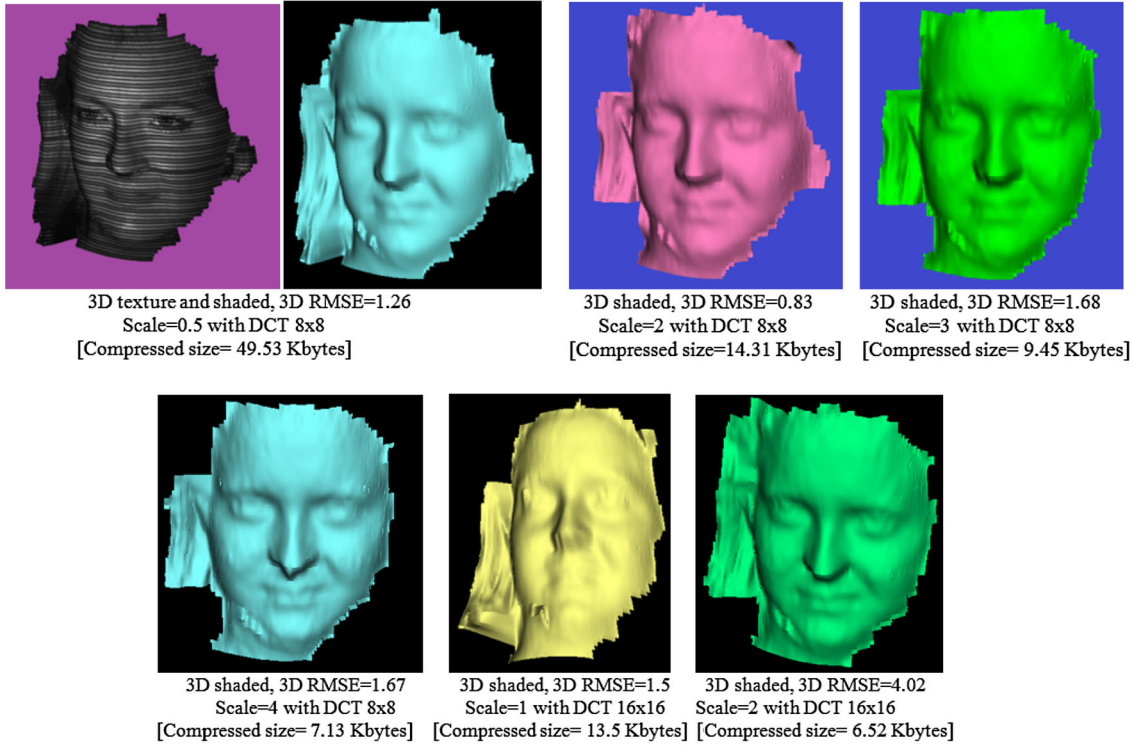 3D texture and shaded, 3D RMSE=1.26
Scale=0.5 with DCT 8x8
[Compressed size= 49.53 Kbytes]
3D shaded, 3D RMSE=0.83
Scale=2 with DCT 8x8
[Compressed size=14.31 Kbytes]
3D shaded, 3D RMSE=1.68
Scale=3 with DCT 8x8
[Compressed size= 9.45 Kbytes]
3D shaded, 3D RMSE=1.67
Scale=4 with DCT 8x8
[Compressed size= 7.13 Kbytes]
3D shaded, 3D RMSE=1.5
Scale=1 with DCT 16x16
[Compressed size= 13.5 Kbytes]
3D shaded, 3D RMSE=4.02
Scale=2 with DCT 16x16
[Compressed size= 6.52 Kbytes]